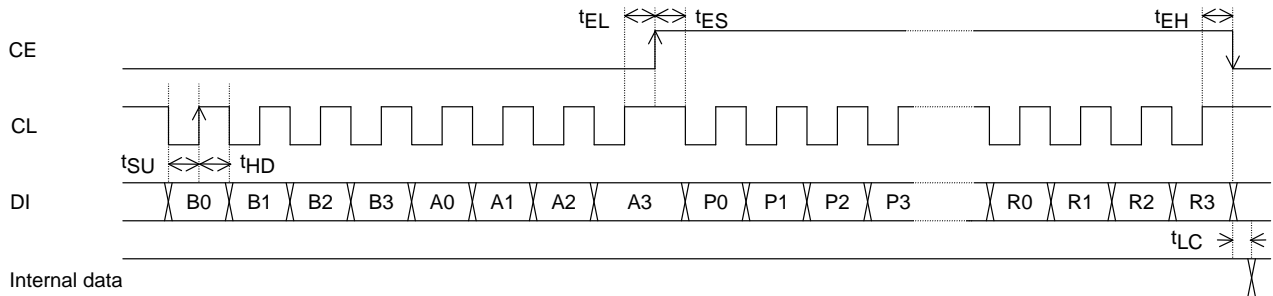 tEL tES tEH
CE
CL
tSU tHD
DI B0 B1 B2 B3 A0 A1 A2 A3 P0 P1 P2 P3 R0 R1 R2 R3
tLC
Internal data